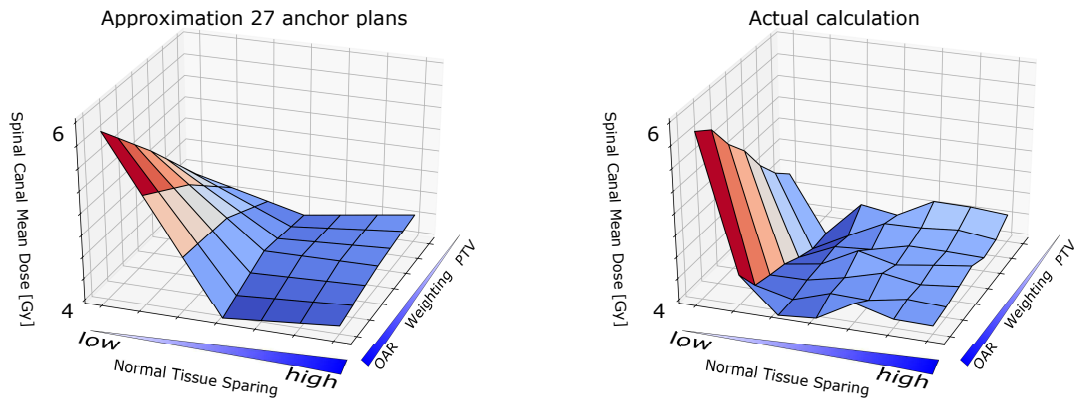 Approximation 27 anchor plans
Spinal Canal Mean Dose [Gy]
6
4
low
high
Normal Tissue Sparing
OAR
Weighting
PTV
Actual calculation
Spinal Canal Mean Dose [Gy]
6
4
low
high
Normal Tissue Sparing
OAR
Weighting
PTV